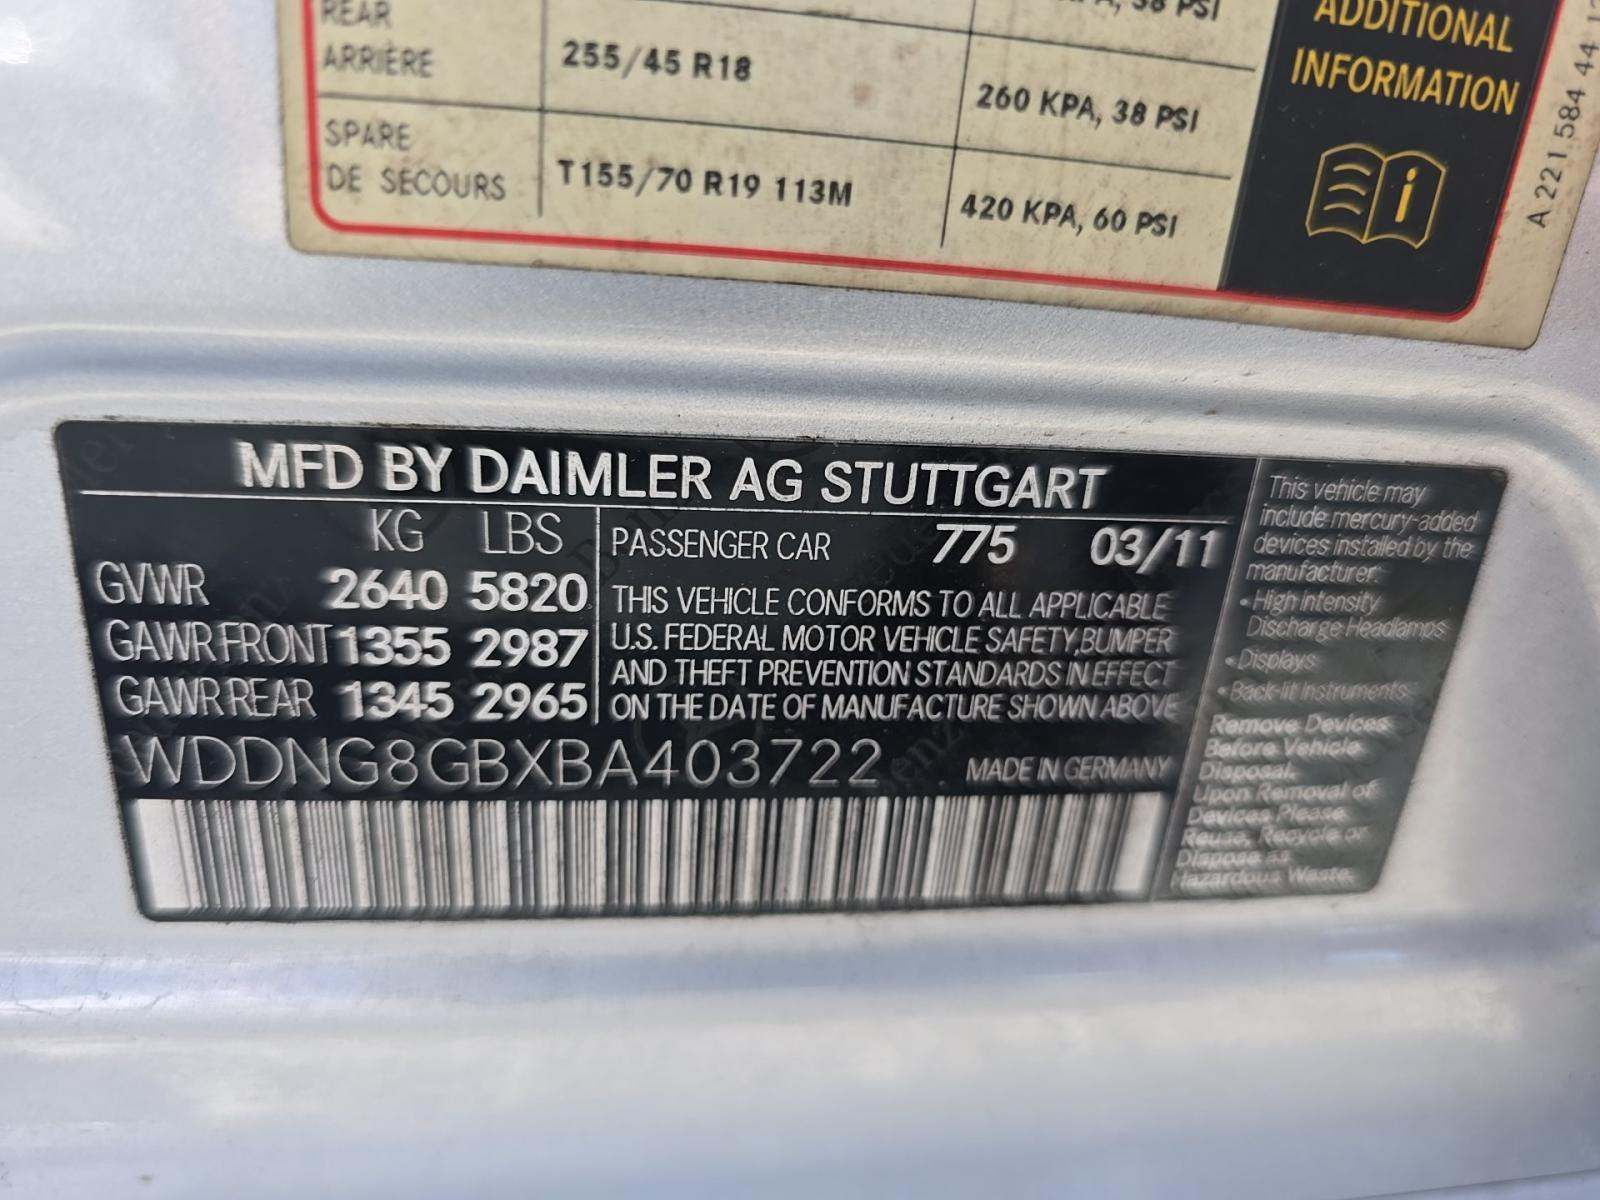 REAR
ARRIÈRE
255/45 R18
260 KPA, 38 PSI
SPARE
DE SECOURS
T155/70 R19 113M
420 KPA, 60 PSI
ADDITIONAL
INFORMATION
A 221 584 44
MFD BY DAIMLER AG STUTTGART
KG LBS
GVWR 2640 5820
GAWR FRONT 1355 2987
GAWR REAR 1345 2965
PASSENGER CAR 775 03/11
THIS VEHICLE CONFORMS TO ALL APPLICABLE
U.S. FEDERAL MOTOR VEHICLE SAFETY,BUMPER
AND THEFT PREVENTION STANDARDS IN EFFECT
ON THE DATE OF MANUFACTURE SHOWN ABOVE
WDDNG8GBXBA403722
MADE IN GERMANY
This vehicle may
include mercury-added
devices installed by the
manufacturer:
• High Intensity
Discharge Headlamps
• Displays
• Back-lit Instruments
Remove Devices
Before Vehicle
Disposal.
Upon Removal of
Devices Please
Reuse, Recycle or
Dispose as
Hazardous Waste.